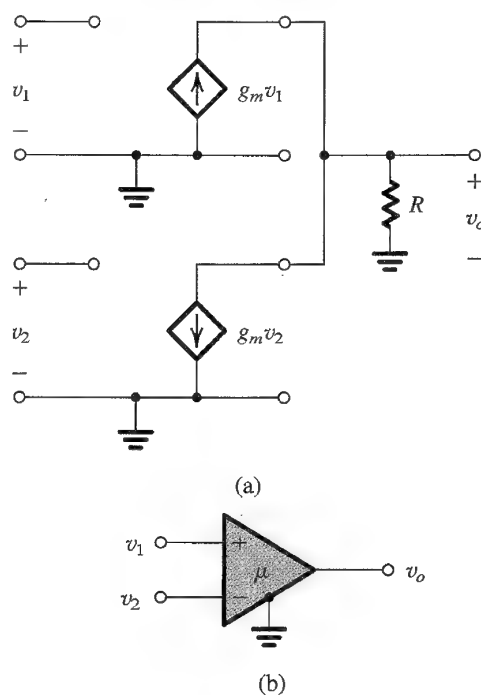 +
v₁
−
gₘv₁
+
R
vₒ
−
+
v₂
−
gₘv₂
(a)
v₁
+
μ
vₒ
v₂
−
(b)